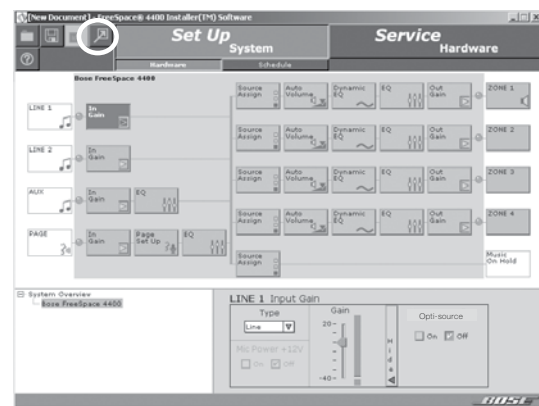 [New Document] - FreeSpace® 4400 Installer(TM) Software
Set Up
System
Service
Hardware
Hardware
Schedule
Bose FreeSpace 4400
LINE 1
In Gain
LINE 2
In Gain
AUX
In Gain
EQ
PAGE
In Gain
Page Set Up
EQ
Source Assign
Auto Volume
Dynamic EQ
EQ
Out Gain
ZONE 1
Source Assign
Auto Volume
Dynamic EQ
EQ
Out Gain
ZONE 2
Source Assign
Auto Volume
Dynamic EQ
EQ
Out Gain
ZONE 3
Source Assign
Auto Volume
Dynamic EQ
EQ
Out Gain
ZONE 4
Source Assign
Music On Hold
System Overview
Bose FreeSpace 4400
LINE 1 Input Gain
Type
Line
Mic Power +12V
On
Off
Gain
20-
-40-
Hide
Opti-source
On
Off
BOSE